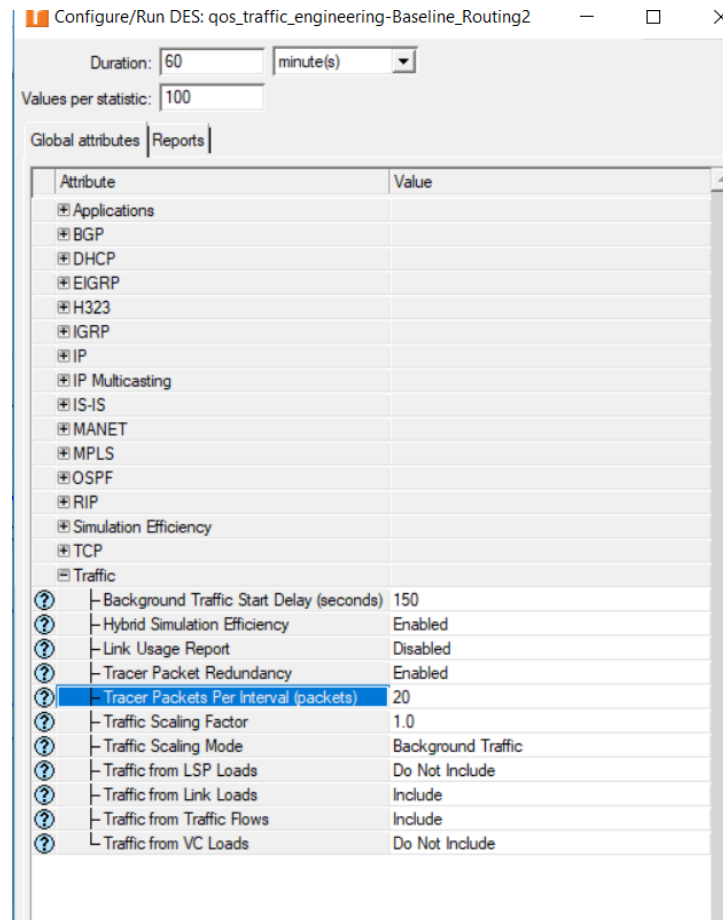 Configure/Run DES: qos_traffic_engineering-Baseline_Routing2
Duration: 60 minute(s)
Values per statistic: 100
Global attributes Reports
Attribute Value
Applications
BGP
DHCP
EIGRP
H323
IGRP
IP
IP Multicasting
IS-IS
MANET
MPLS
OSPF
RIP
Simulation Efficiency
TCP
Traffic
Background Traffic Start Delay (seconds) 150
Hybrid Simulation Efficiency Enabled
Link Usage Report Disabled
Tracer Packet Redundancy Enabled
Tracer Packets Per Interval (packets) 20
Traffic Scaling Factor 1.0
Traffic Scaling Mode Background Traffic
Traffic from LSP Loads Do Not Include
Traffic from Link Loads Include
Traffic from Traffic Flows Include
Traffic from VC Loads Do Not Include